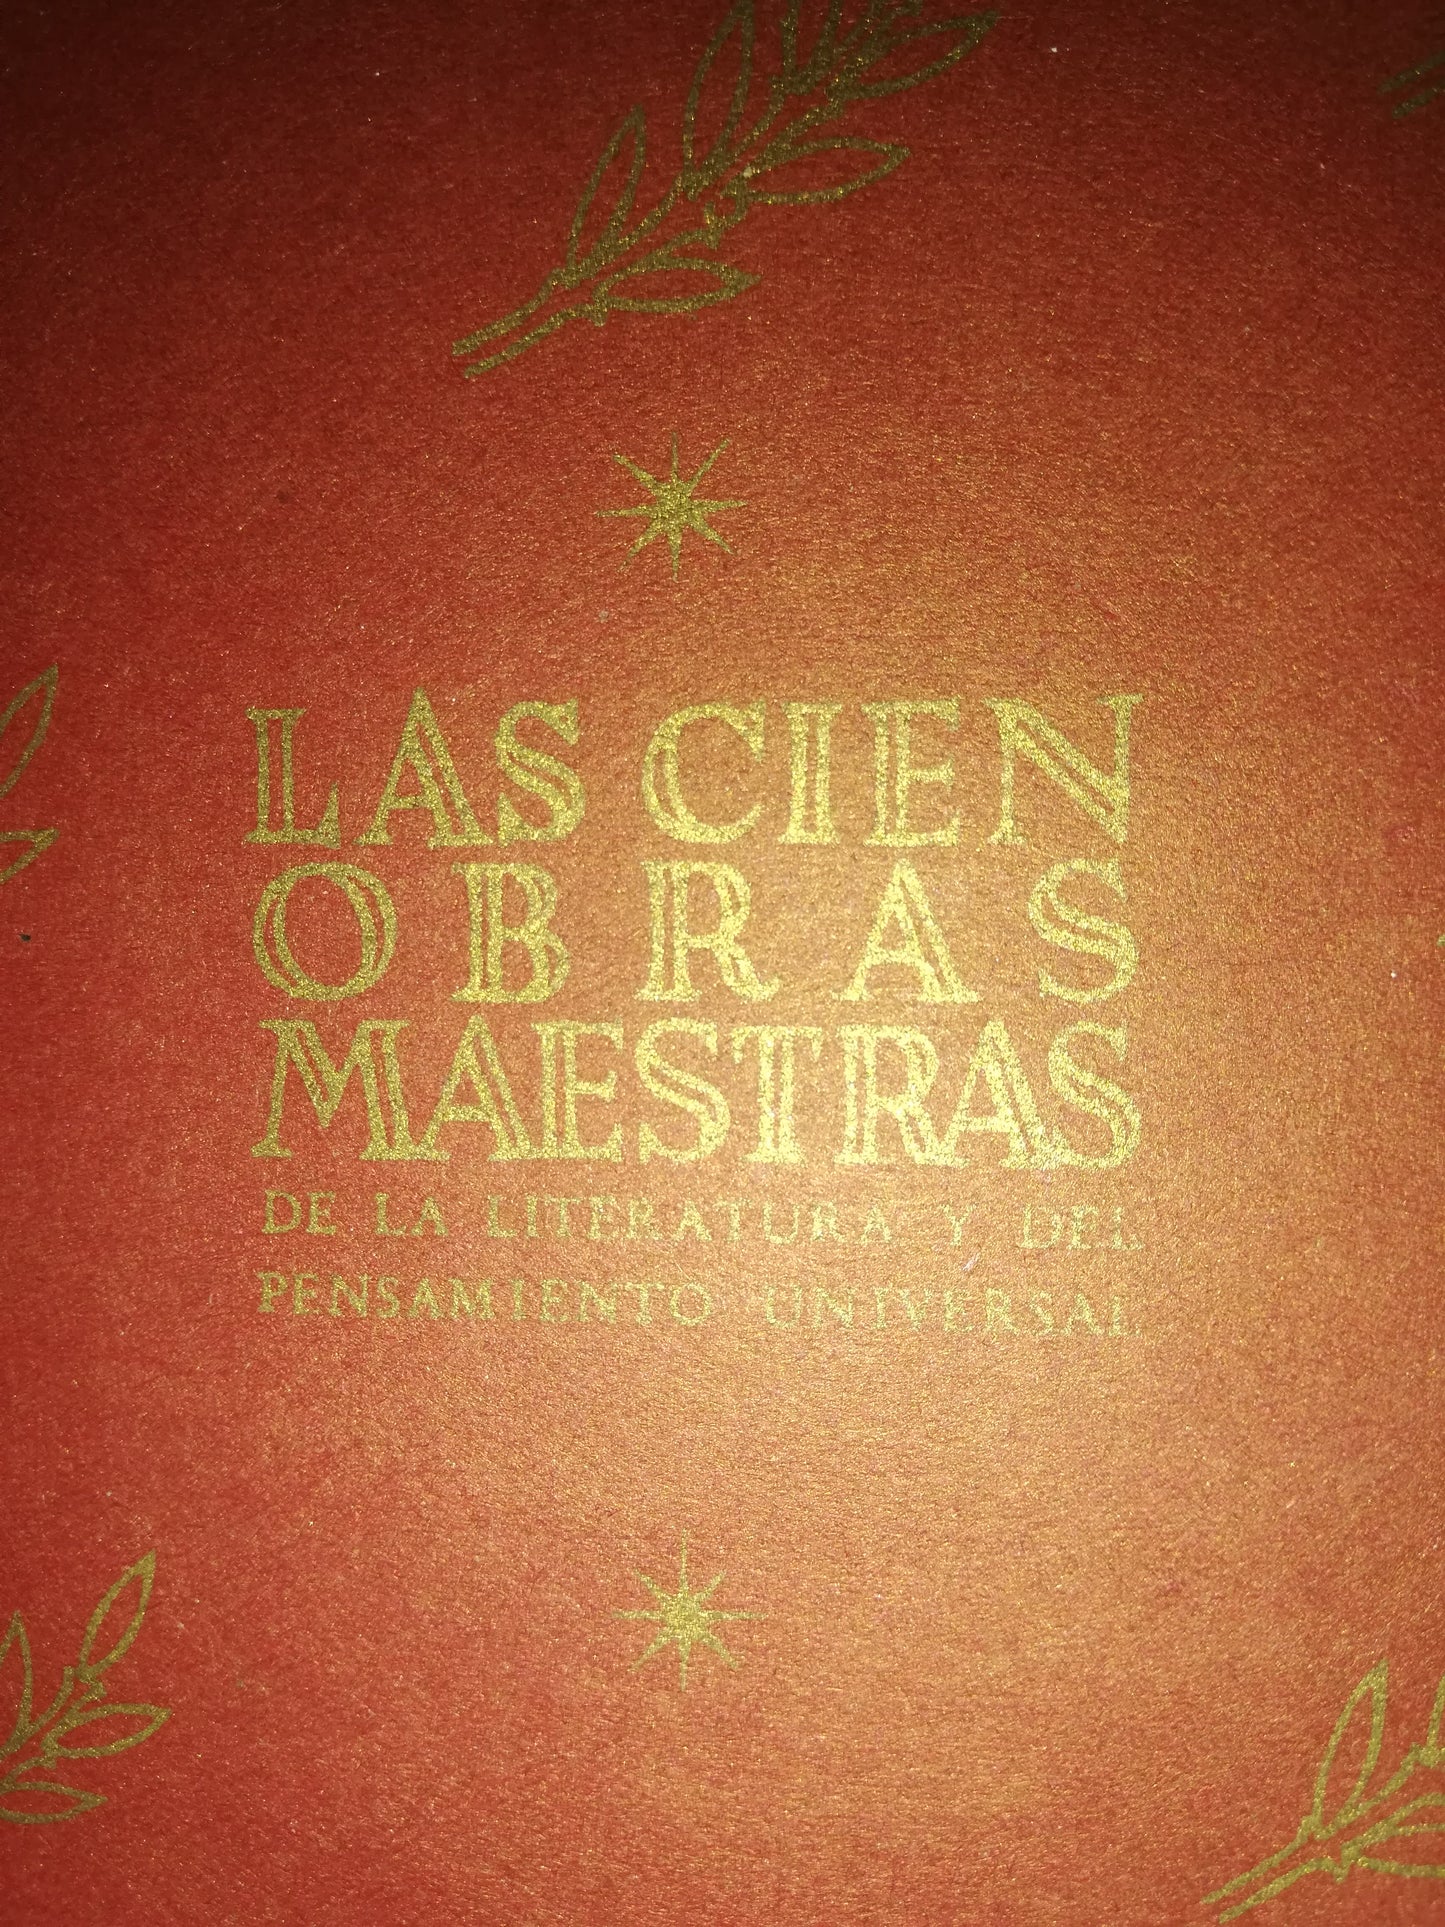 LAS CIEN
OBRAS
MAESTRAS
DE LA LITERATURA Y DEL
PENSAMIENTO UNIVERSAL